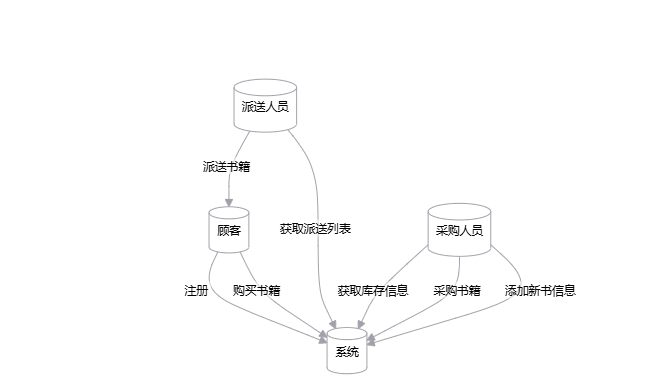 派送人员
派送书籍
顾客
获取派送列表
采购人员
注册
购买书籍
获取库存信息
采购书籍
添加新书信息
系统